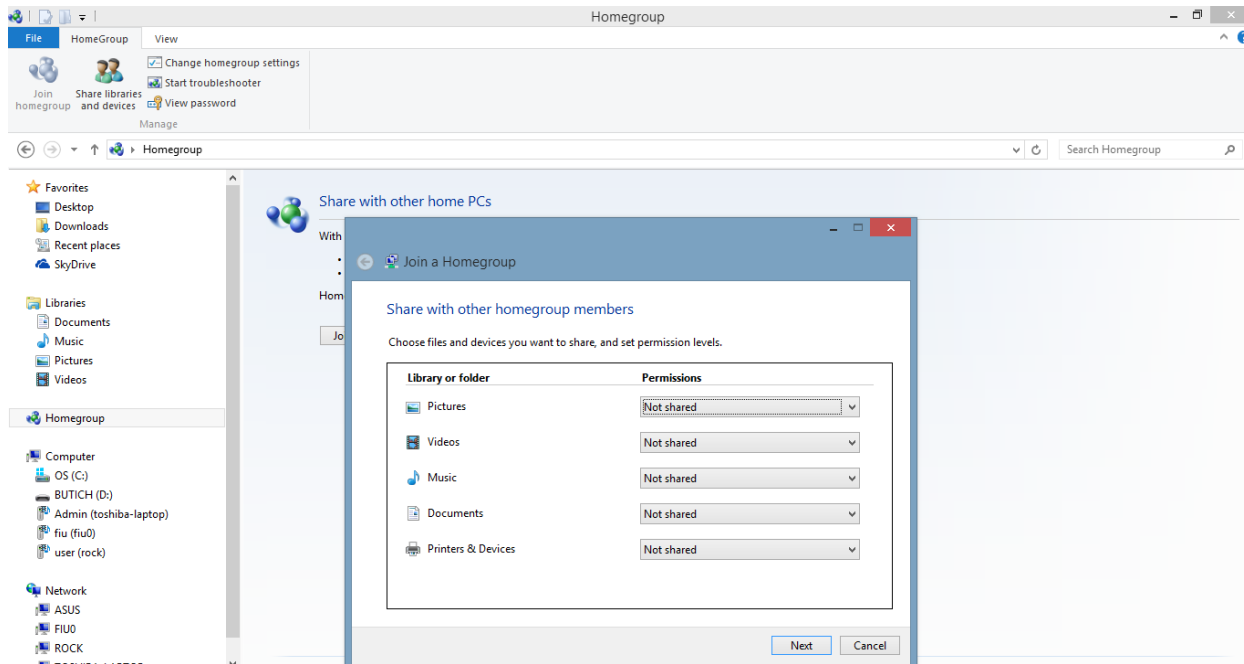 Homegroup
File HomeGroup View
Join homegroup
Share libraries and devices
Change homegroup settings
Start troubleshooter
View password
Manage
Homegroup
Search Homegroup
Favorites
Desktop
Downloads
Recent places
SkyDrive
Libraries
Documents
Music
Pictures
Videos
Homegroup
Computer
OS (C:)
BUTICH (D:)
Admin (toshiba-laptop)
fiu (fiu0)
user (rock)
Network
ASUS
FIU0
ROCK
Share with other home PCs
With
Hom
Jo
Join a Homegroup
Share with other homegroup members
Choose files and devices you want to share, and set permission levels.
Library or folder Permissions
Pictures Not shared
Videos Not shared
Music Not shared
Documents Not shared
Printers & Devices Not shared
Next Cancel